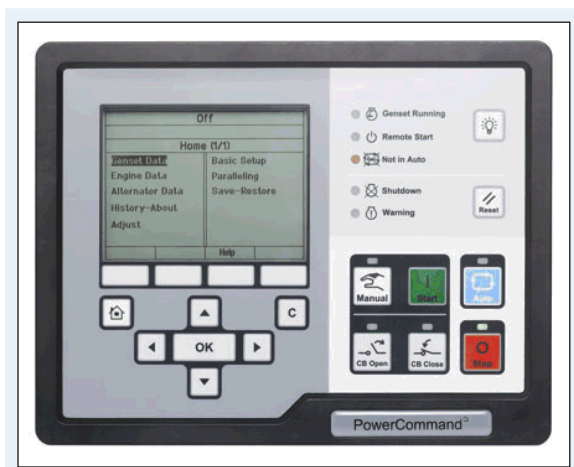 Off
Home (1/1)
Genset Data
Basic Setup
Engine Data
Paralleling
Alternator Data
Save-Restore
History-About
Adjust
Help
C
OK
Genset Running
Remote Start
Not in Auto
Shutdown
Warning
Reset
Manual
Start
Auto
CB Open
CB Close
Stop
PowerCommand